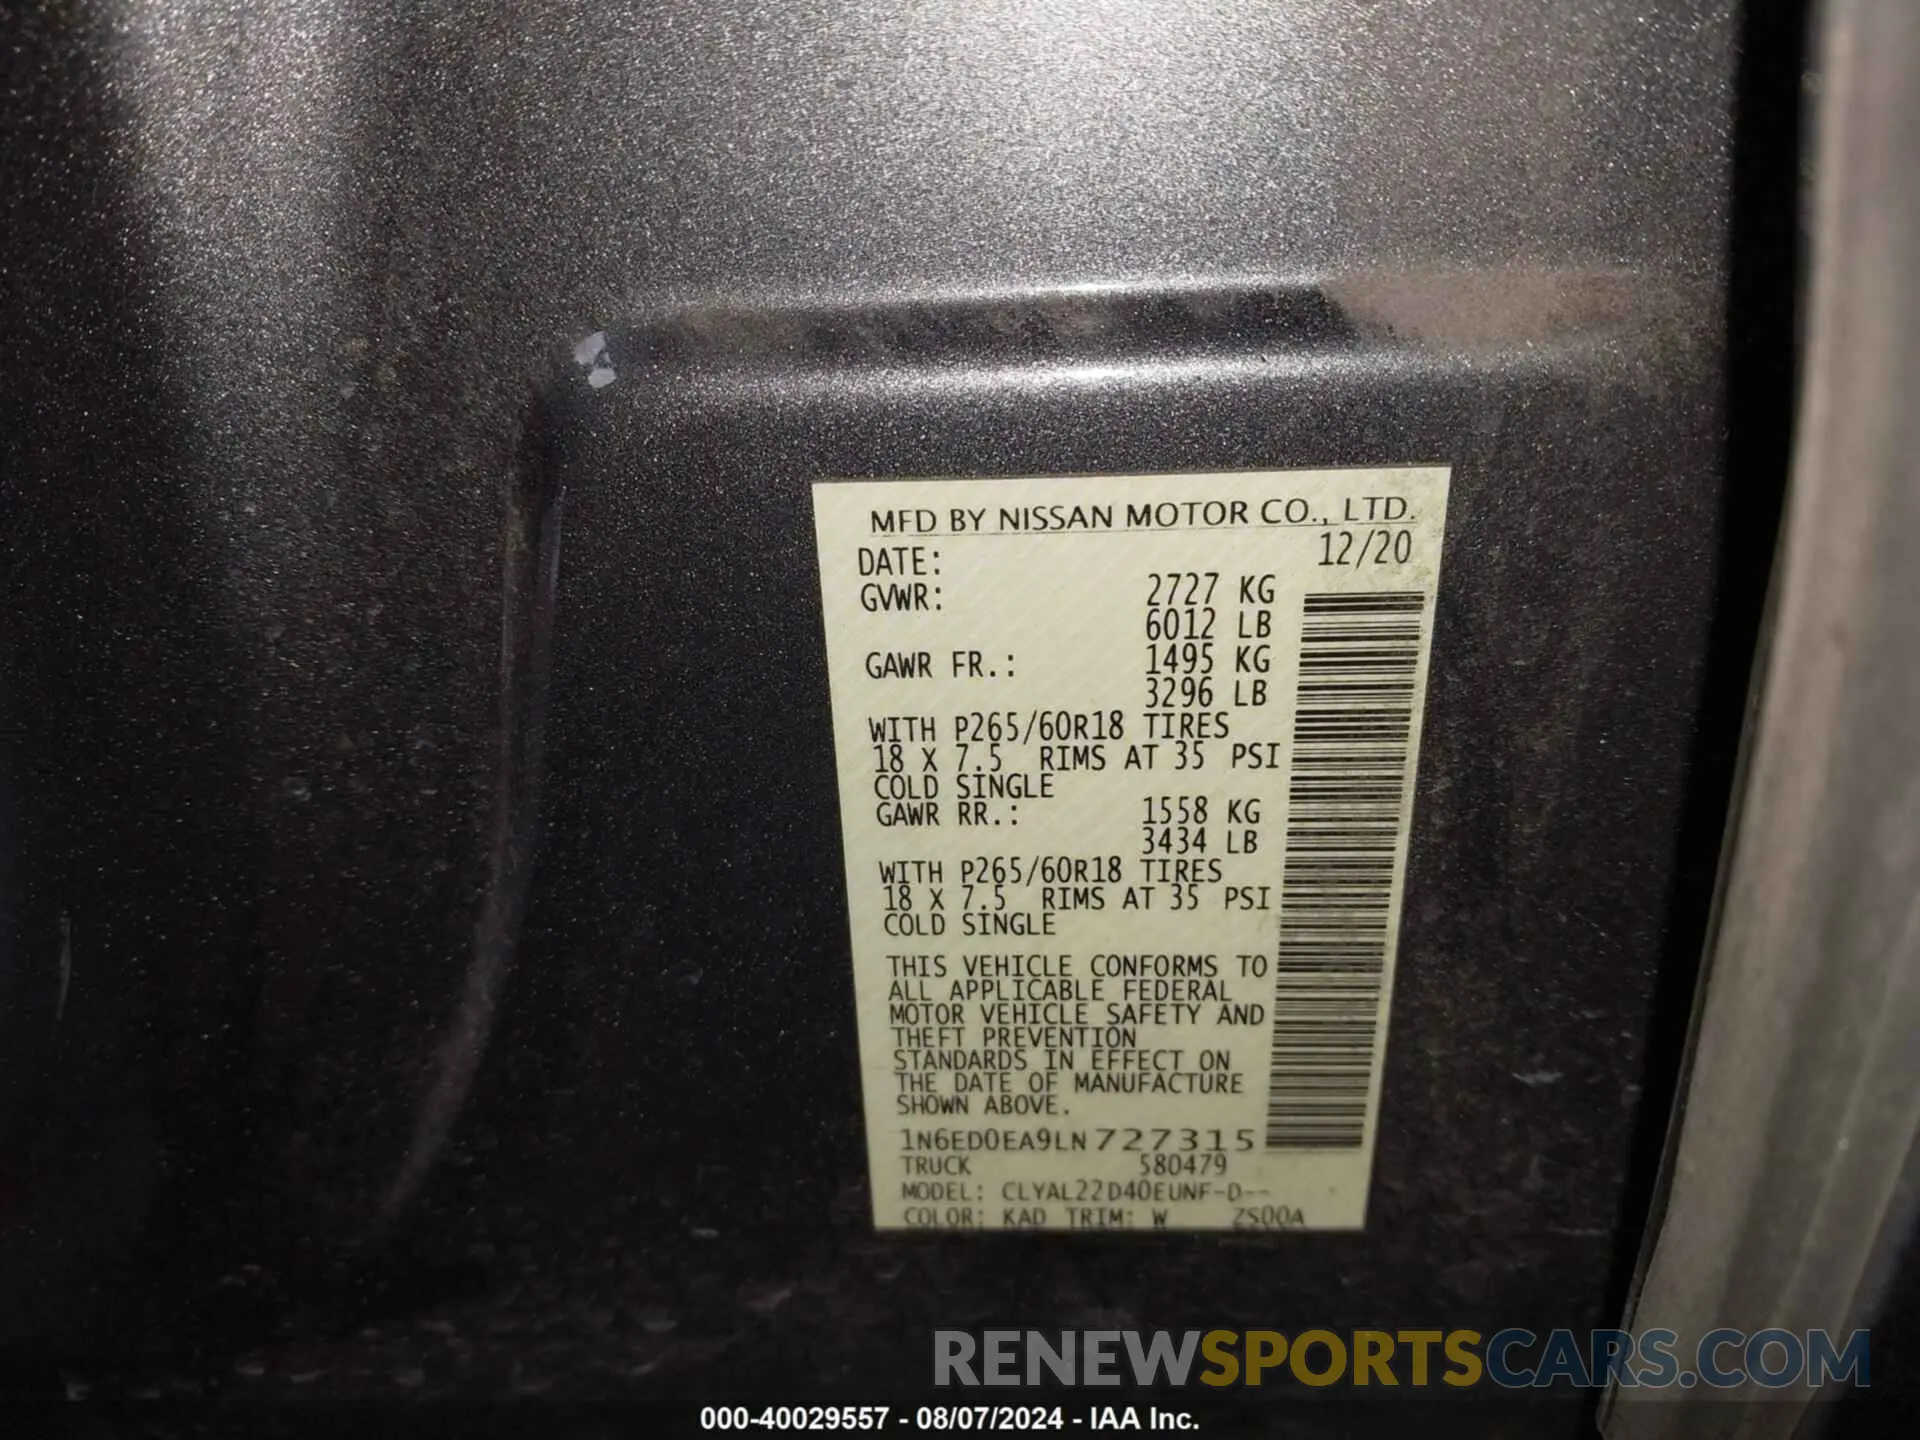 MFD BY NISSAN MOTOR CO., LTD.
DATE: 12/20
GVWR: 2727 KG
6012 LB
GAWR FR.: 1495 KG
3296 LB
WITH P265/60R18 TIRES
18 X 7.5 RIMS AT 35 PSI
COLD SINGLE
GAWR RR.: 1558 KG
3434 LB
WITH P265/60R18 TIRES
18 X 7.5 RIMS AT 35 PSI
COLD SINGLE
THIS VEHICLE CONFORMS TO
ALL APPLICABLE FEDERAL
MOTOR VEHICLE SAFETY AND
THEFT PREVENTION
STANDARDS IN EFFECT ON
THE DATE OF MANUFACTURE
SHOWN ABOVE.
1N6ED0EA9LN727315
TRUCK 580479
MODEL: CLYAL22D40EUNF-D--
COLOR: KAD TRIM: W ZS00A
RENEWSPORTSCARS.COM
000-40029557 - 08/07/2024 - IAA Inc.